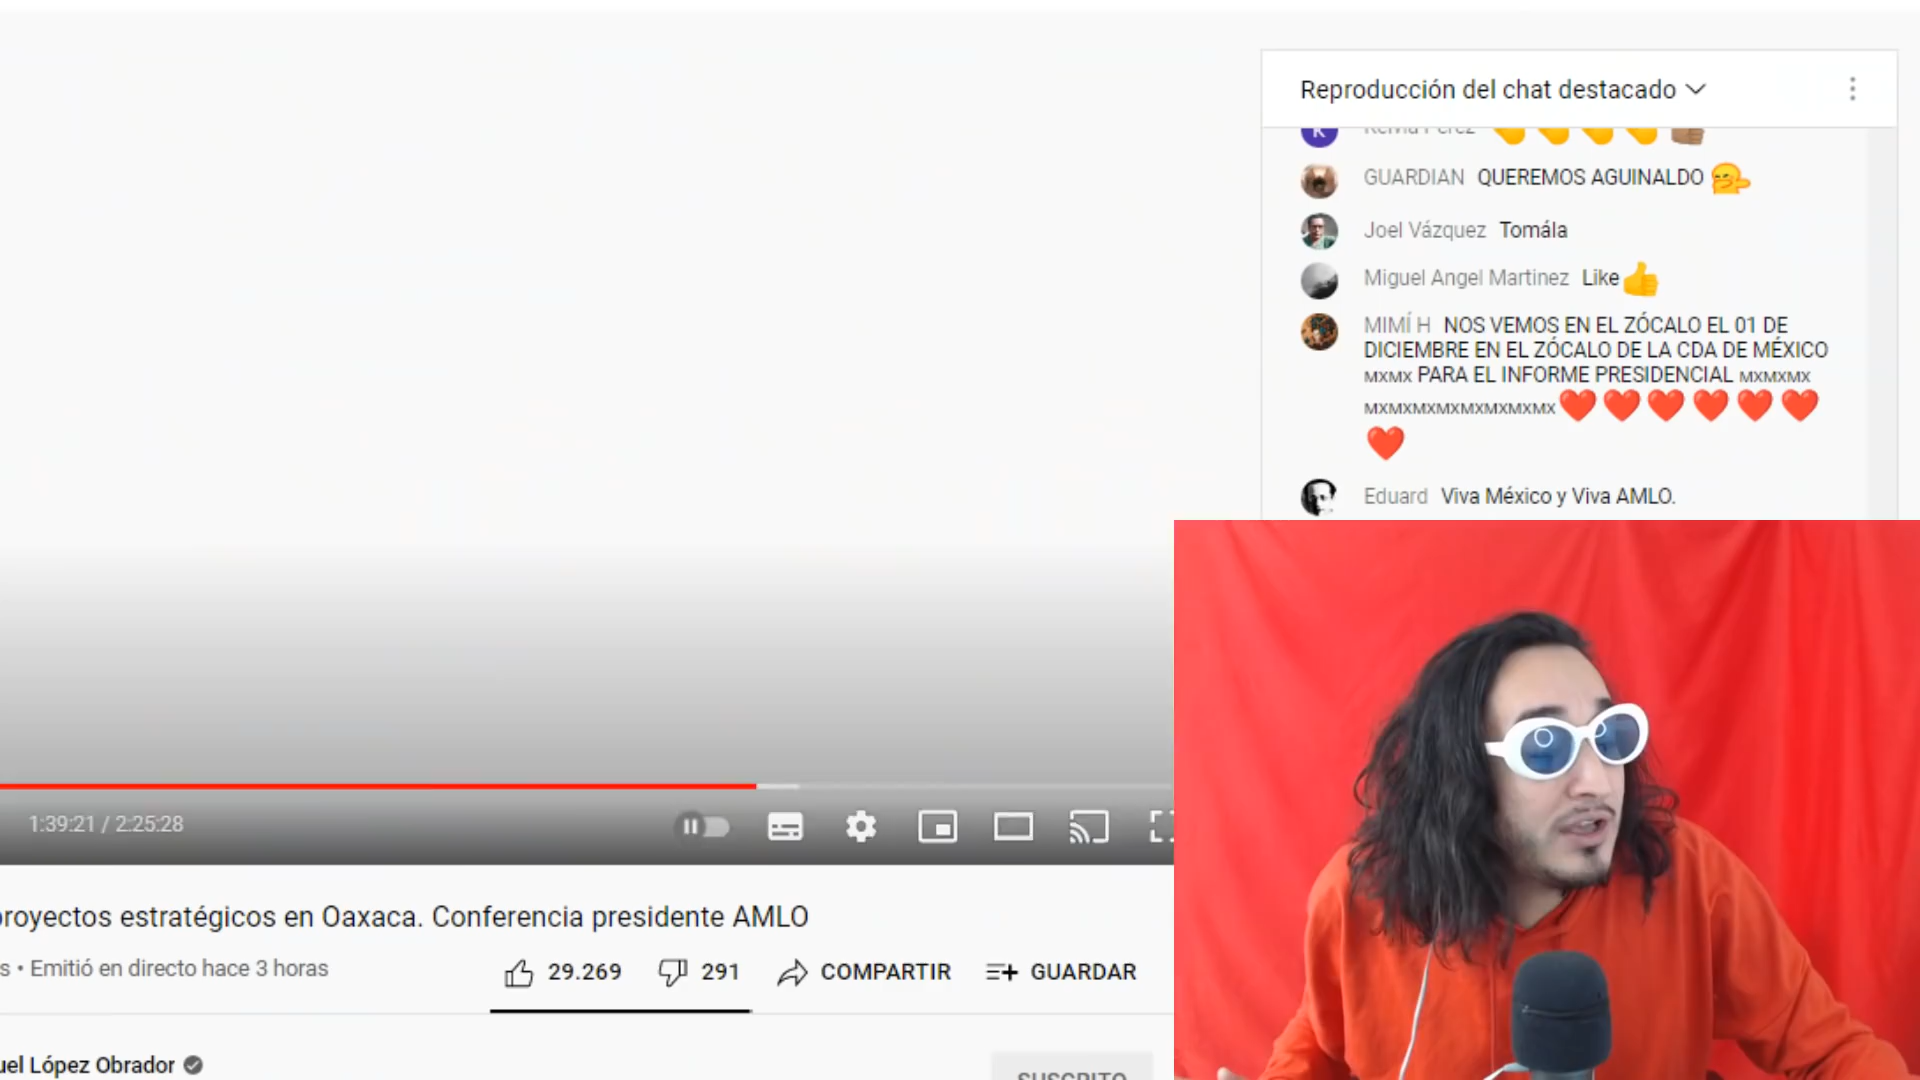 Reproducción del chat destacado
K
GUARDIAN QUEREMOS AGUINALDO
Joel Vázquez Tomála
Miguel Angel Martinez Like
MIMÍ H NOS VEMOS EN EL ZÓCALO EL 01 DE
DICIEMBRE EN EL ZÓCALO DE LA CDA DE MÉXICO
MXMX PARA EL INFORME PRESIDENCIAL MXMXMX
MXMXMXMXMXMXMXMX
Eduard Viva México y Viva AMLO.
1:39:21 / 2:25:28
proyectos estratégicos en Oaxaca. Conferencia presidente AMLO
s • Emitió en directo hace 3 horas
29.269
291
COMPARTIR
GUARDAR
uel López Obrador
SUSCRITO